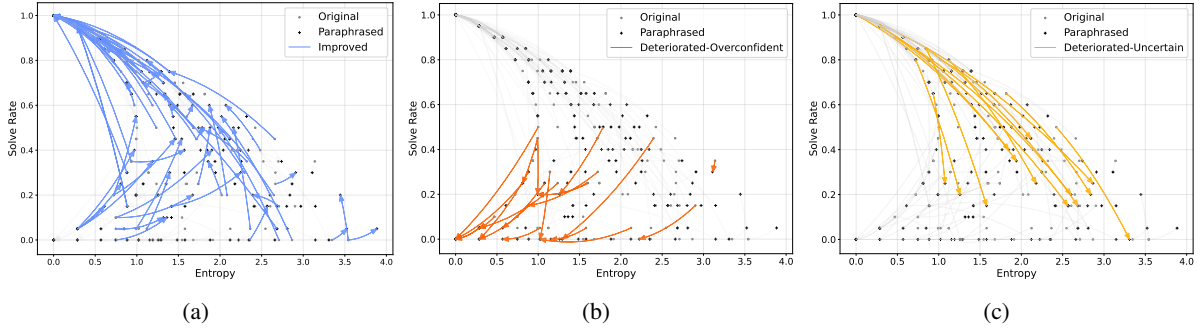 Original
Paraphrased
Improved
1.0
0.8
0.6
0.4
0.2
0.0
Solve Rate
0.0 0.5 1.0 1.5 2.0 2.5 3.0 3.5 4.0
Entropy
(a)
Original
Paraphrased
Deteriorated-Overconfident
1.0
0.8
0.6
0.4
0.2
0.0
Solve Rate
0.0 0.5 1.0 1.5 2.0 2.5 3.0 3.5 4.0
Entropy
(b)
Original
Paraphrased
Deteriorated-Uncertain
1.0
0.8
0.6
0.4
0.2
0.0
Solve Rate
0.0 0.5 1.0 1.5 2.0 2.5 3.0 3.5 4.0
Entropy
(c)